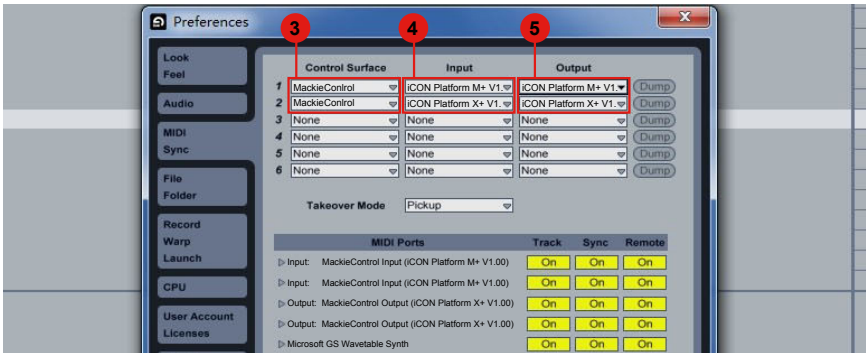 Preferences
X
3 4 5
Look
Feel
Audio
MIDI
Sync
File
Folder
Record
Warp
Launch
CPU
User Account
Licenses
Control Surface Input Output
1 MackieConlrol iCON Platform M+ V1. iCON Platform M+ V1. Dump
2 MackieConlrol iCON Platform X+ V1. iCON Platform X+ V1. Dump
3 None None None Dump
4 None None None Dump
5 None None None Dump
6 None None None Dump
Takeover Mode Pickup
MIDI Ports Track Sync Remote
Input: MackieControl Input (iCON Platform M+ V1.00) On On On
Input: MackieControl Input (iCON Platform M+ V1.00) On On On
Output: MackieControl Output (iCON Platform X+ V1.00) On On On
Output: MackieControl Output (iCON Platform X+ V1.00) On On On
Microsoft GS Wavetable Synth On On On